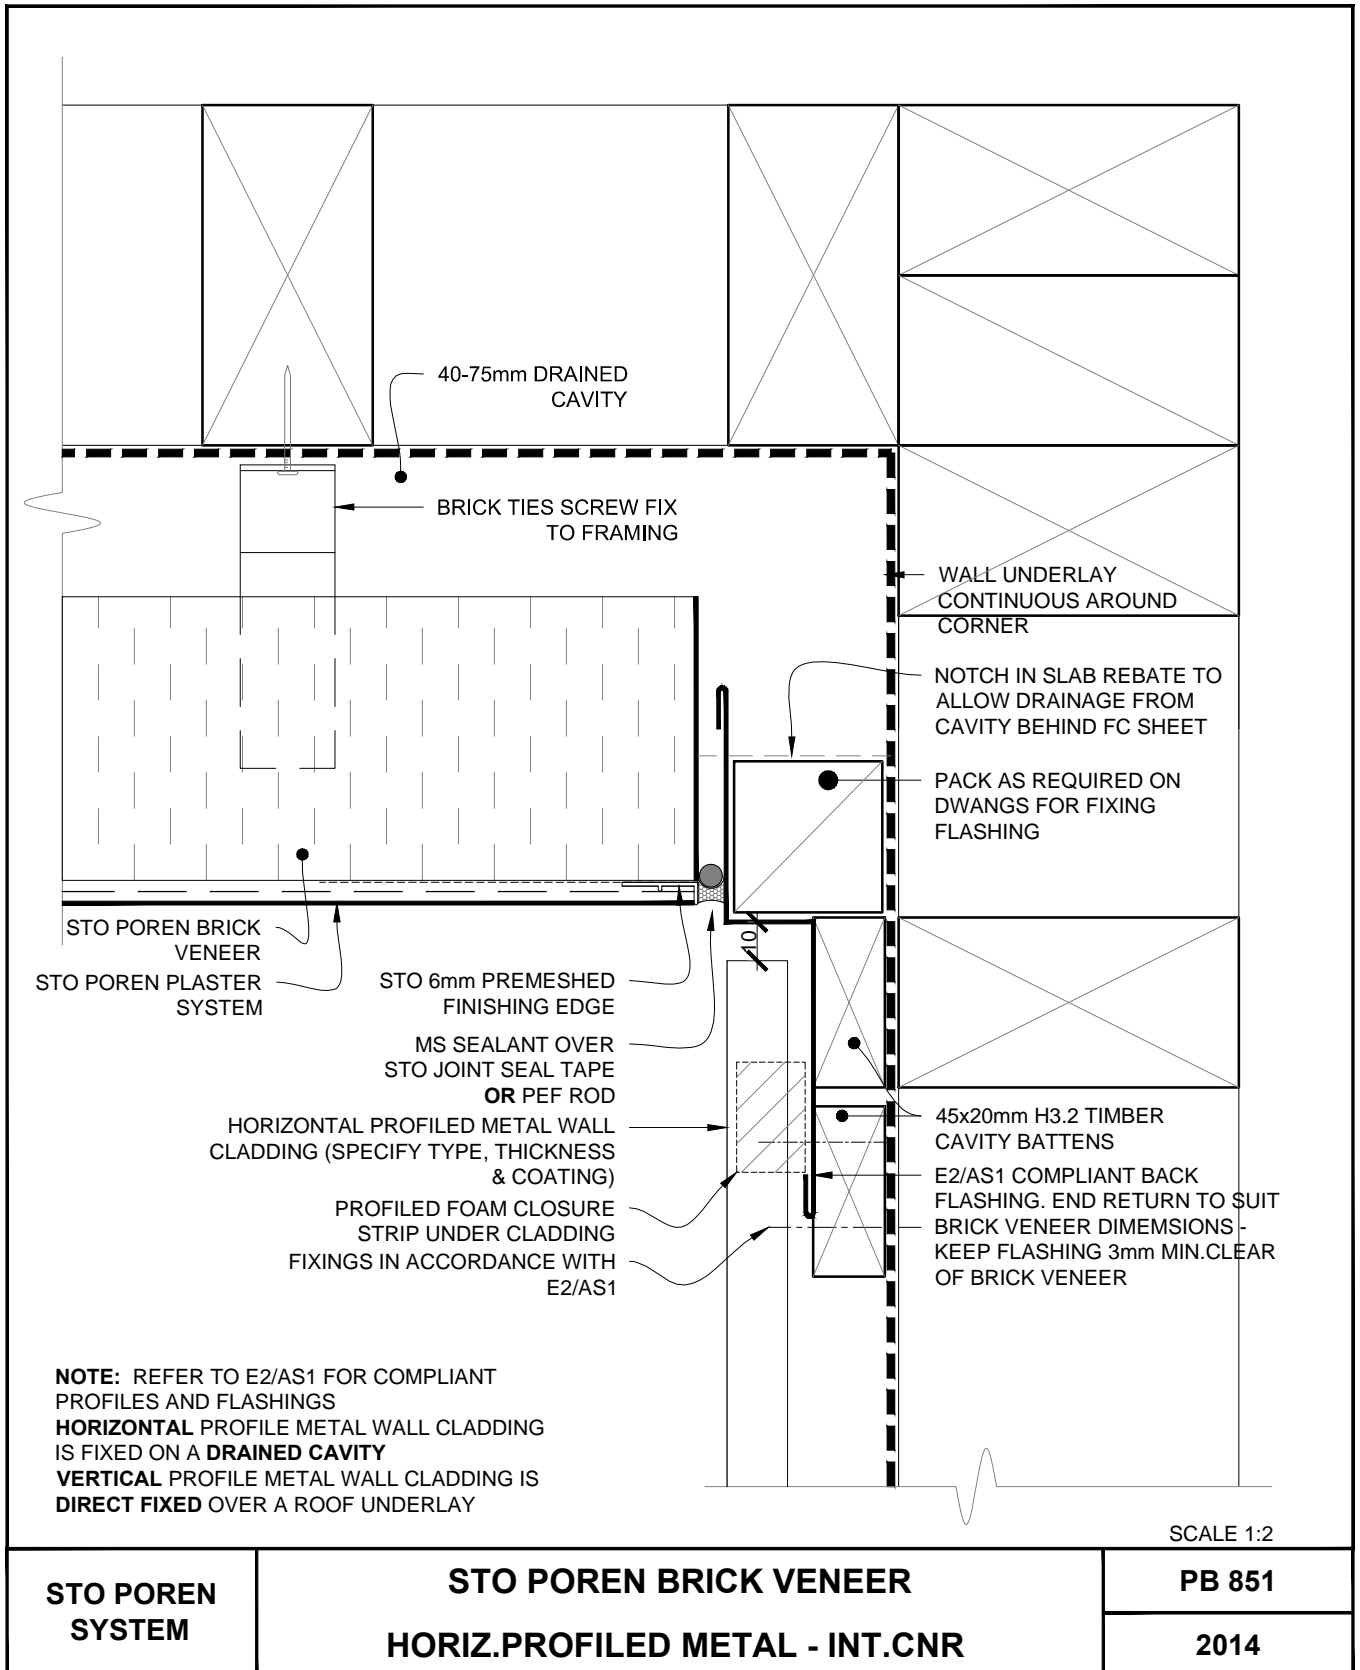 40-75mm DRAINED
CAVITY
BRICK TIES SCREW FIX
TO FRAMING
WALL UNDERLAY
CONTINUOUS AROUND
CORNER
NOTCH IN SLAB REBATE TO
ALLOW DRAINAGE FROM
CAVITY BEHIND FC SHEET
PACK AS REQUIRED ON
DWANGS FOR FIXING
FLASHING
STO POREN BRICK
VENEER
STO POREN PLASTER
SYSTEM
10
STO 6mm PREMESHED
FINISHING EDGE
MS SEALANT OVER
STO JOINT SEAL TAPE
OR PEF ROD
HORIZONTAL PROFILED METAL WALL
CLADDING (SPECIFY TYPE, THICKNESS
& COATING)
PROFILED FOAM CLOSURE
STRIP UNDER CLADDING
FIXINGS IN ACCORDANCE WITH
E2/AS1
45x20mm H3.2 TIMBER
CAVITY BATTENS
E2/AS1 COMPLIANT BACK
FLASHING. END RETURN TO SUIT
BRICK VENEER DIMEMSIONS -
KEEP FLASHING 3mm MIN.CLEAR
OF BRICK VENEER
NOTE: REFER TO E2/AS1 FOR COMPLIANT
PROFILES AND FLASHINGS
HORIZONTAL PROFILE METAL WALL CLADDING
IS FIXED ON A DRAINED CAVITY
VERTICAL PROFILE METAL WALL CLADDING IS
DIRECT FIXED OVER A ROOF UNDERLAY
SCALE 1:2
STO POREN
SYSTEM
STO POREN BRICK VENEER
HORIZ.PROFILED METAL - INT.CNR
PB 851
2014